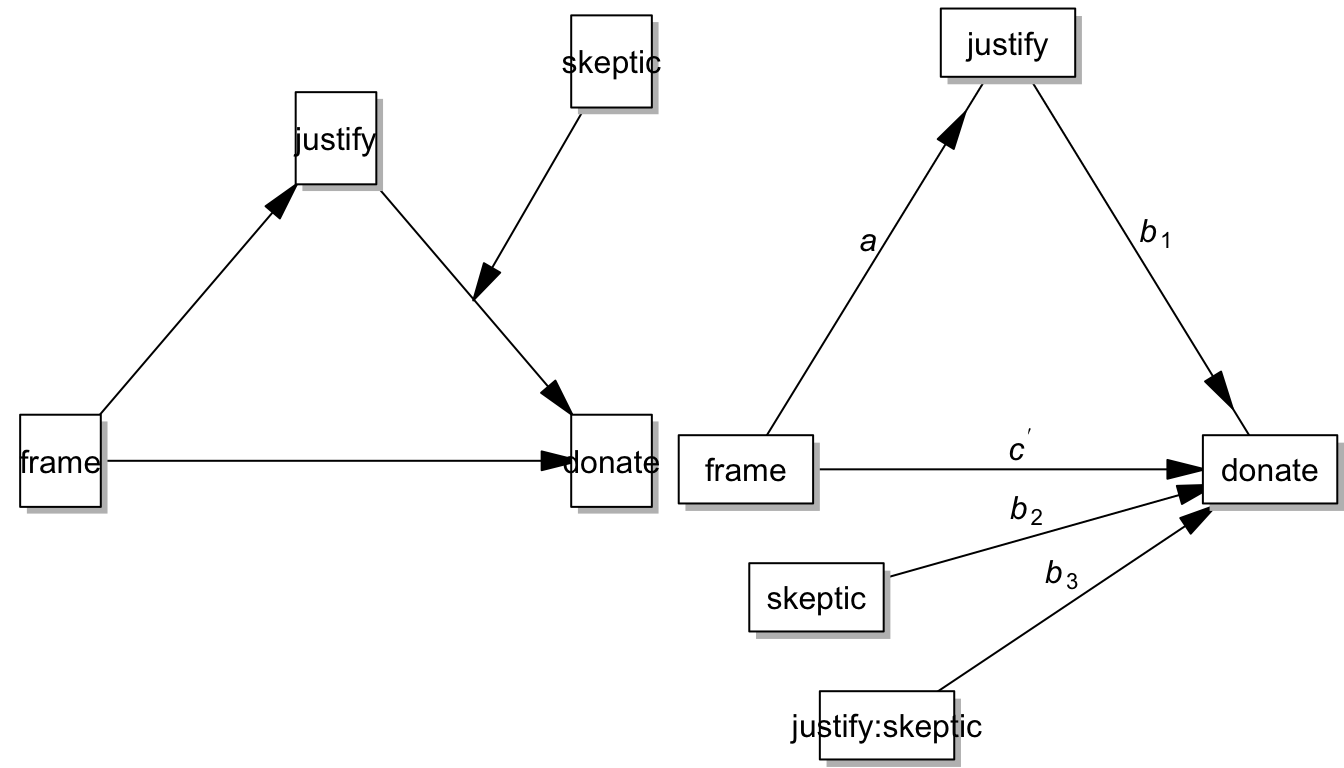 skeptic
justify
frame
donate
justify
a
b1
frame
c′
donate
b2
skeptic
b3
justify:skeptic